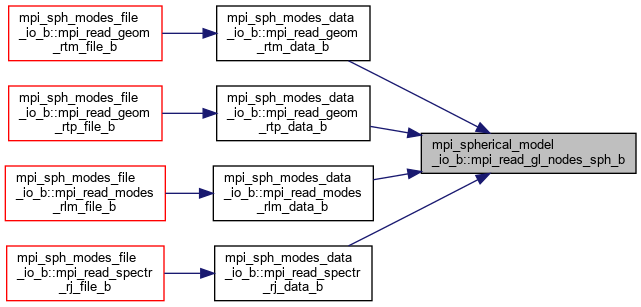 mpi_sph_modes_file
_io_b::mpi_read_geom
_rtm_file_b
mpi_sph_modes_data
_io_b::mpi_read_geom
_rtm_data_b
mpi_sph_modes_file
_io_b::mpi_read_geom
_rtp_file_b
mpi_sph_modes_data
_io_b::mpi_read_geom
_rtp_data_b
mpi_spherical_model
_io_b::mpi_read_gl_nodes_sph_b
mpi_sph_modes_file
_io_b::mpi_read_modes
_rlm_file_b
mpi_sph_modes_data
_io_b::mpi_read_modes
_rlm_data_b
mpi_sph_modes_file
_io_b::mpi_read_spectr
_rj_file_b
mpi_sph_modes_data
_io_b::mpi_read_spectr
_rj_data_b